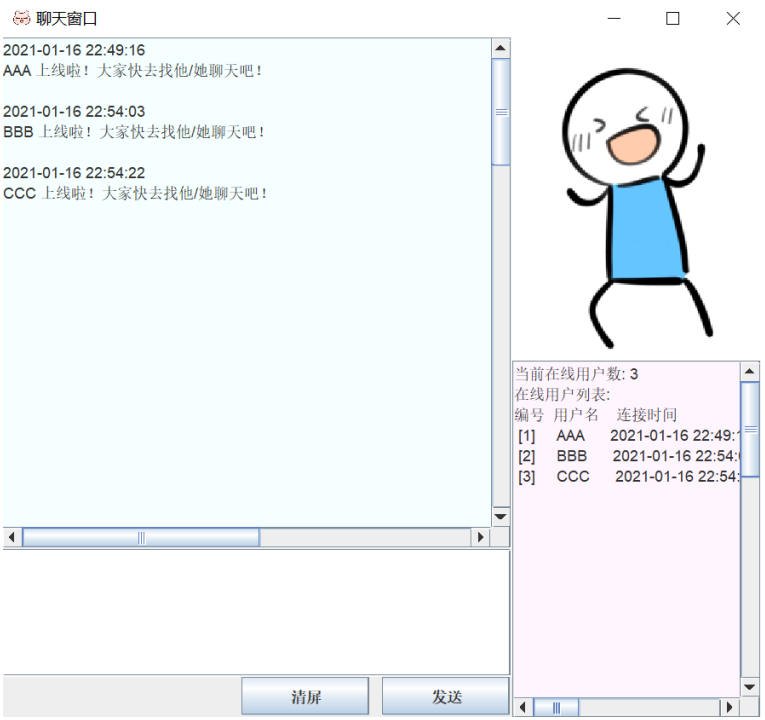 聊天窗口
2021-01-16 22:49:16
AAA 上线啦！大家快去找他/她聊天吧！
2021-01-16 22:54:03
BBB 上线啦！大家快去找他/她聊天吧！
2021-01-16 22:54:22
CCC 上线啦！大家快去找他/她聊天吧！
清屏
发送
当前在线用户数: 3
在线用户列表:
编号 用户名 连接时间
[1] AAA 2021-01-16 22:49:
[2] BBB 2021-01-16 22:54:
[3] CCC 2021-01-16 22:54: